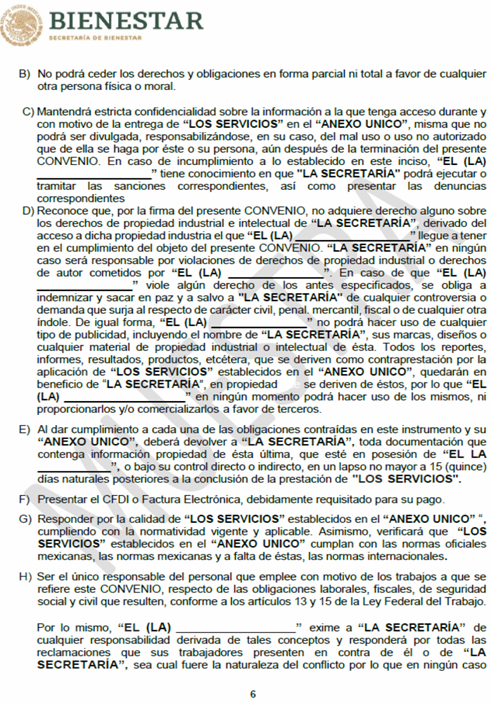 BIENESTAR
SECRETARÍA DE BIENESTAR
B) No podrá ceder los derechos y obligaciones en forma parcial ni total a favor de cualquier
otra persona física o moral.
C) Mantendrá estricta confidencialidad sobre la información a la que tenga acceso durante y
con motivo de la entrega de “LOS SERVICIOS” en el “ANEXO UNICO”, misma que no
podrá ser divulgada, responsabilizándose, en su caso, del mal uso o uso no autorizado
que de ella se haga por éste o su persona, aún después de la terminación del presente
CONVENIO. En caso de incumplimiento a lo establecido en este inciso, “EL (LA)
____________________” tiene conocimiento en que "LA SECRETARÍA" podrá ejecutar o
tramitar las sanciones correspondientes, así como presentar las denuncias
correspondientes
D) Reconoce que, por la firma del presente CONVENIO, no adquiere derecho alguno sobre
los derechos de propiedad industrial e intelectual de “LA SECRETARÍA”, derivado del
acceso a dicha propiedad industria el que “EL (LA) ____________________” llegue a tener
en el cumplimiento del objeto del presente CONVENIO. “LA SECRETARÍA” en ningún
caso será responsable por violaciones de derechos de propiedad industrial o derechos
de autor cometidos por “EL (LA) ________________”. En caso de que “EL (LA)
________________” viole algún derecho de los antes especificados, se obliga a
indemnizar y sacar en paz y a salvo a "LA SECRETARÍA" de cualquier controversia o
demanda que surja al respecto de carácter civil, penal, mercantil, fiscal o de cualquier otra
índole. De igual forma, “EL (LA) ________________” no podrá hacer uso de cualquier
tipo de publicidad, incluyendo el nombre de “LA SECRETARÍA”, sus marcas, diseños o
cualquier material de propiedad industrial o intelectual de ésta. Todos los reportes,
informes, resultados, productos, etcétera, que se deriven como contraprestación por la
aplicación de “LOS SERVICIOS” establecidos en el “ANEXO UNICO”, quedarán en
beneficio de “LA SECRETARÍA”, en propiedad se deriven de éstos, por lo que “EL
(LA) ____________________” en ningún momento podrá hacer uso de los mismos, ni
proporcionarlos y/o comercializarlos a favor de terceros.
E) Al dar cumplimiento a cada una de las obligaciones contraídas en este instrumento y su
“ANEXO UNICO”, deberá devolver a “LA SECRETARÍA”, toda documentación que
contenga información propiedad de ésta última, que esté en posesión de “EL LA
____________”, o bajo su control directo o indirecto, en un lapso no mayor a 15 (quince)
días naturales posteriores a la conclusión de la prestación de "LOS SERVICIOS".
F) Presentar el CFDI o Factura Electrónica, debidamente requisitado para su pago.
G) Responder por la calidad de “LOS SERVICIOS” establecidos en el “ANEXO UNICO” “,
cumpliendo con la normatividad vigente y aplicable. Asimismo, verificará que “LOS
SERVICIOS” establecidos en el “ANEXO UNICO” cumplan con las normas oficiales
mexicanas, las normas mexicanas y a falta de éstas, las normas internacionales.
H) Ser el único responsable del personal que emplee con motivo de los trabajos a que se
refiere este CONVENIO, respecto de las obligaciones laborales, fiscales, de seguridad
social y civil que resulten, conforme a los artículos 13 y 15 de la Ley Federal del Trabajo.
Por lo mismo, “EL (LA) ____________________” exime a “LA SECRETARÍA” de
cualquier responsabilidad derivada de tales conceptos y responderá por todas las
reclamaciones que sus trabajadores presenten en contra de él o de “LA
SECRETARÍA”, sea cual fuere la naturaleza del conflicto por lo que en ningún caso
6
MUESTRA